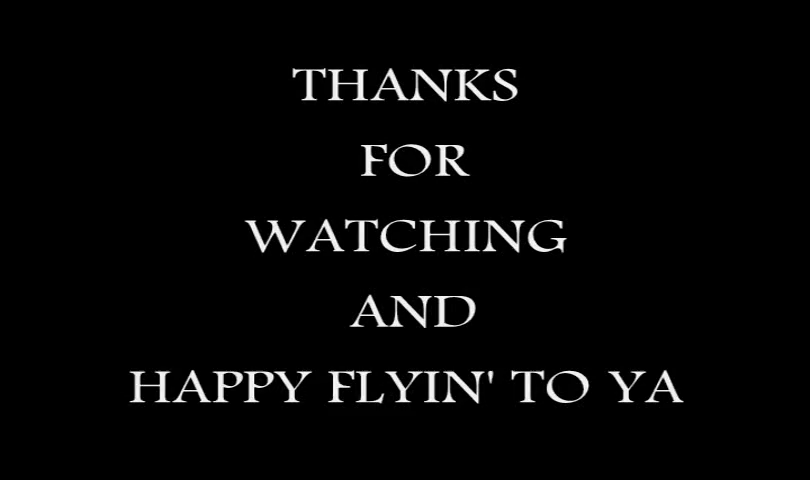 THANKS
FOR
WATCHING
AND
HAPPY FLYIN' TO YA